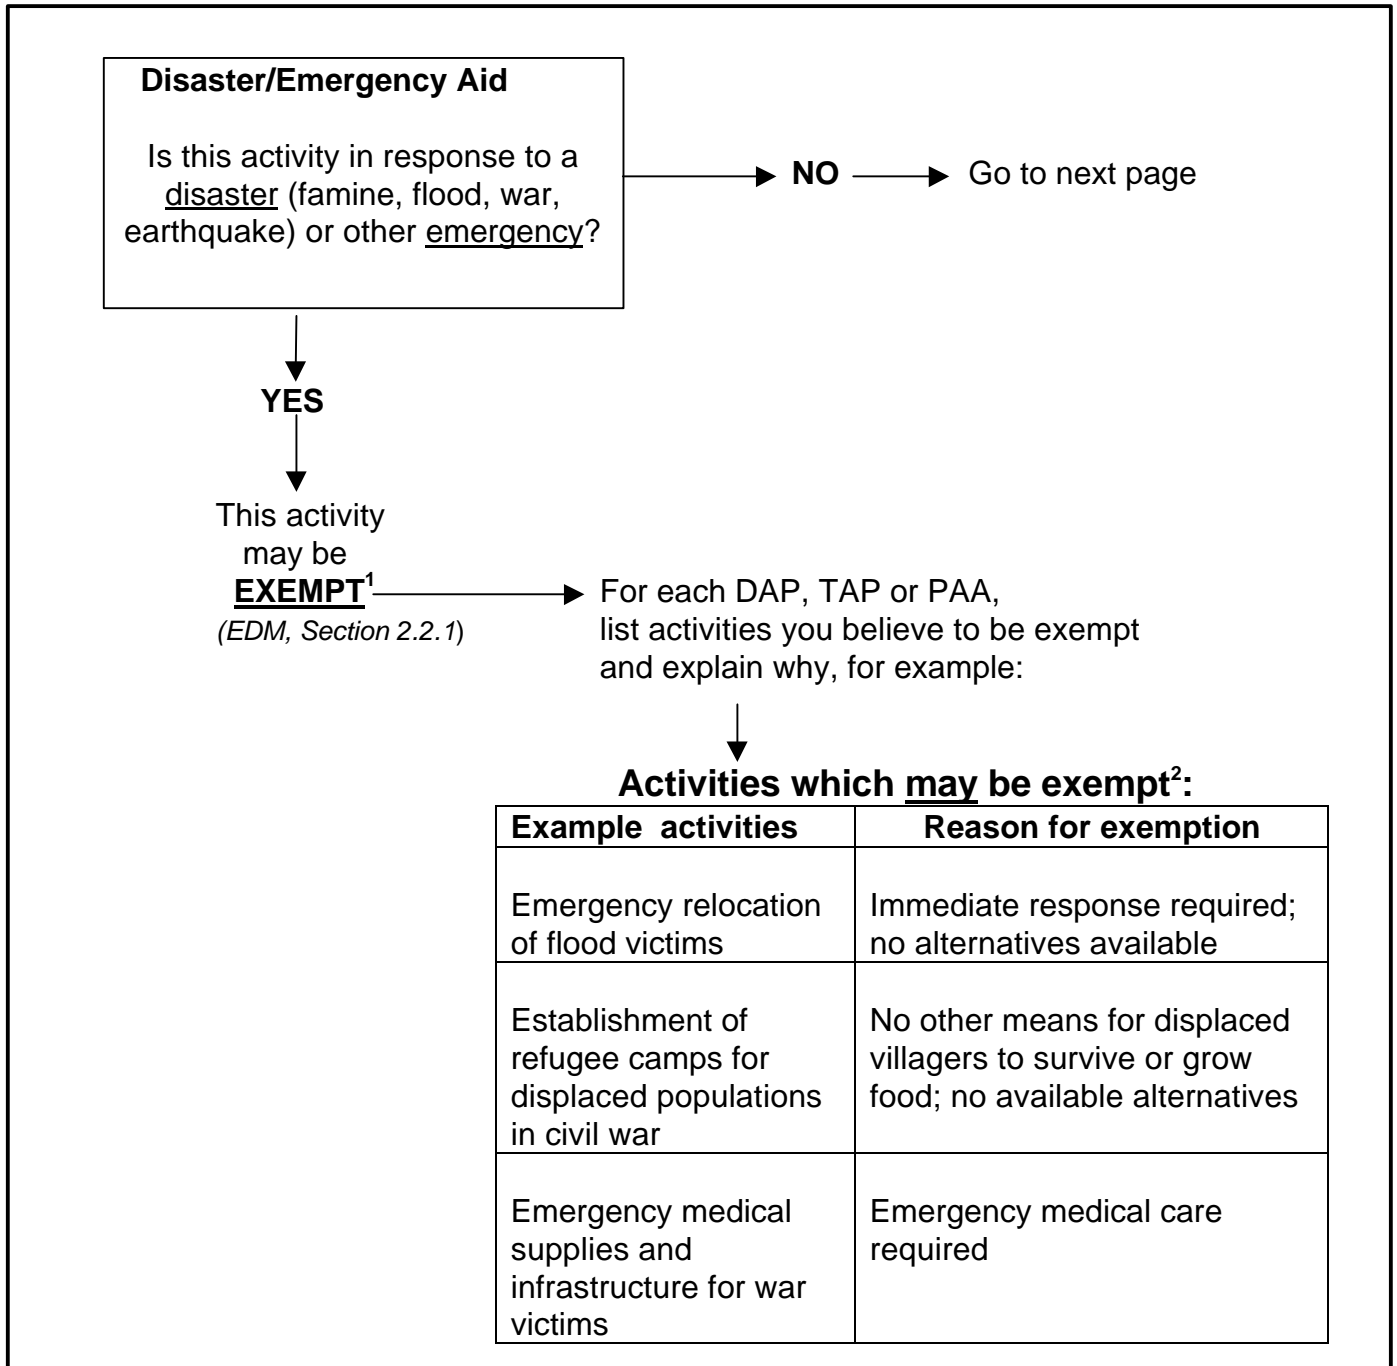 Disaster/Emergency Aid
Is this activity in response to a
disaster (famine, flood, war,
earthquake) or other emergency?
NO
Go to next page
YES
This activity
may be
EXEMPT1
(EDM, Section 2.2.1)
For each DAP, TAP or PAA,
list activities you believe to be exempt
and explain why, for example:
Activities which may be exempt2:
Example activities
Reason for exemption
Emergency relocation
of flood victims
Immediate response required;
no alternatives available
Establishment of
refugee camps for
displaced populations
in civil war
No other means for displaced
villagers to survive or grow
food; no available alternatives
Emergency medical
supplies and
infrastructure for war
victims
Emergency medical care
required